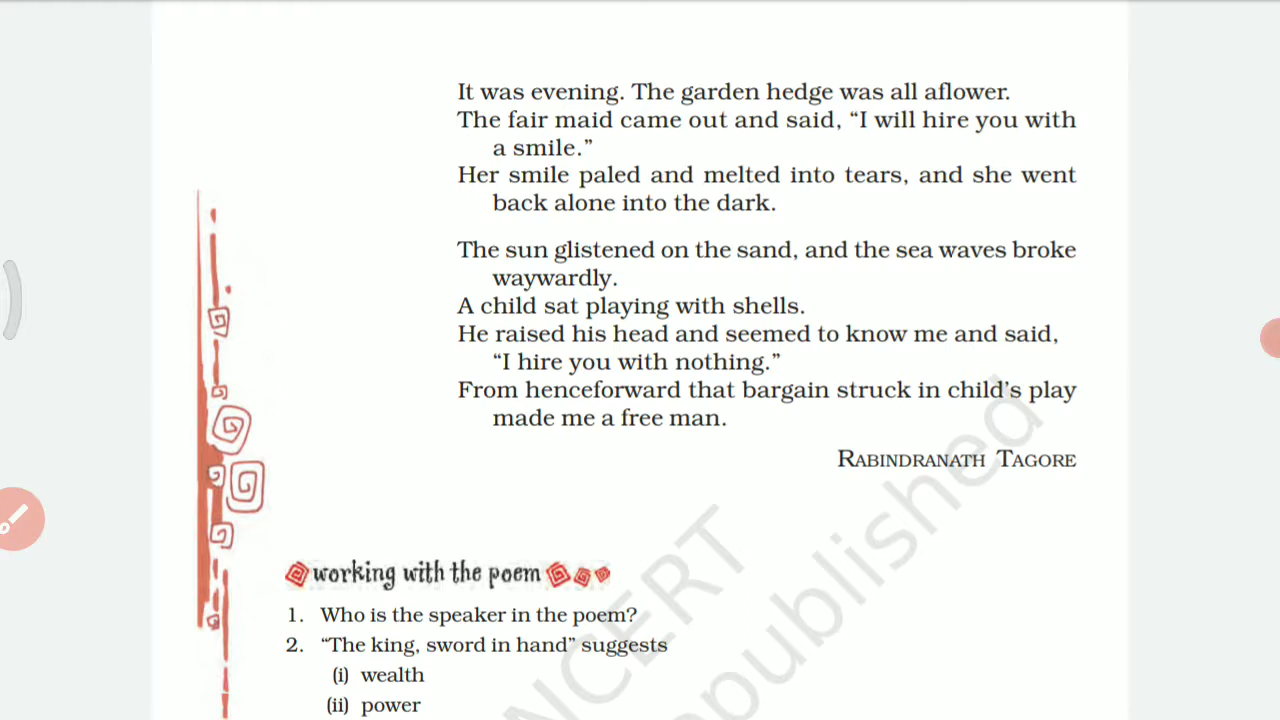 It was evening. The garden hedge was all aflower.
The fair maid came out and said, “I will hire you with
a smile.”
Her smile paled and melted into tears, and she went
back alone into the dark.
The sun glistened on the sand, and the sea waves broke
waywardly.
A child sat playing with shells.
He raised his head and seemed to know me and said,
“I hire you with nothing.”
From henceforward that bargain struck in child’s play
made me a free man.
RABINDRANATH TAGORE
working with the poem
1. Who is the speaker in the poem?
2. “The king, sword in hand” suggests
(i) wealth
(ii) power
NCERT
republished